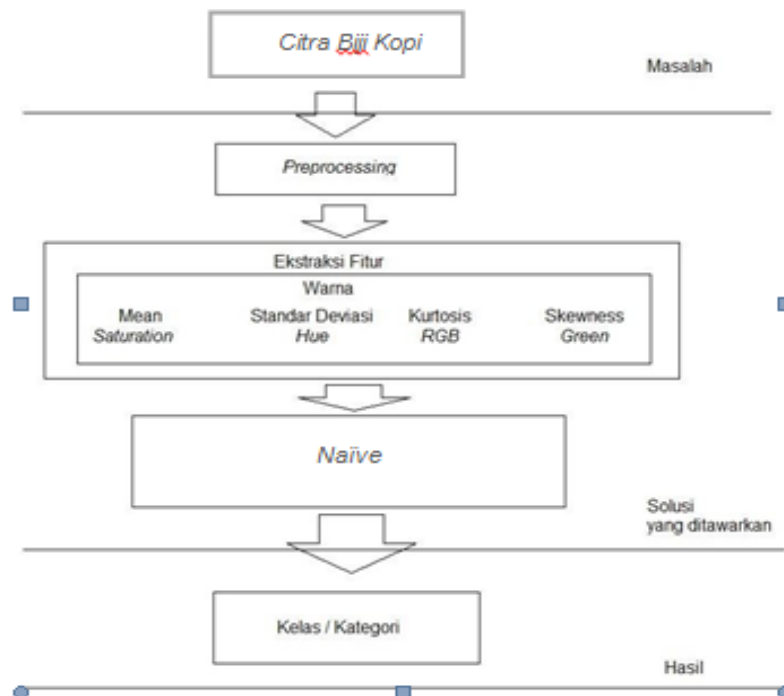 Citra Biji Kopi
Masalah
Preprocessing
Ekstraksi Fitur
Warna
Mean Standar Deviasi Kurtosis Skewness
Saturation Hue RGB Green
Naïve
Solusi
yang ditawarkan
Kelas / Kategori
Hasil